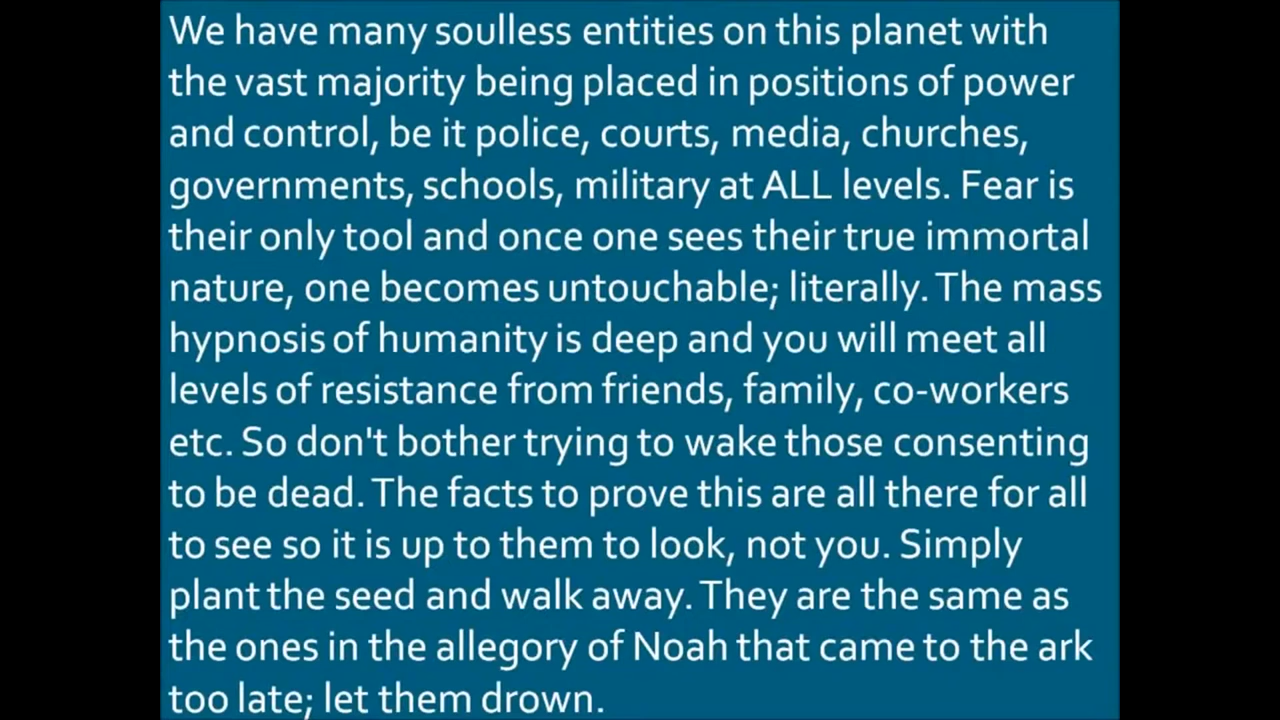 We have many soulless entities on this planet with
the vast majority being placed in positions of power
and control, be it police, courts, media, churches,
governments, schools, military at ALL levels. Fear is
their only tool and once one sees their true immortal
nature, one becomes untouchable; literally. The mass
hypnosis of humanity is deep and you will meet all
levels of resistance from friends, family, co-workers
etc. So don't bother trying to wake those consenting
to be dead. The facts to prove this are all there for all
to see so it is up to them to look, not you. Simply
plant the seed and walk away. They are the same as
the ones in the allegory of Noah that came to the ark
too late; let them drown.